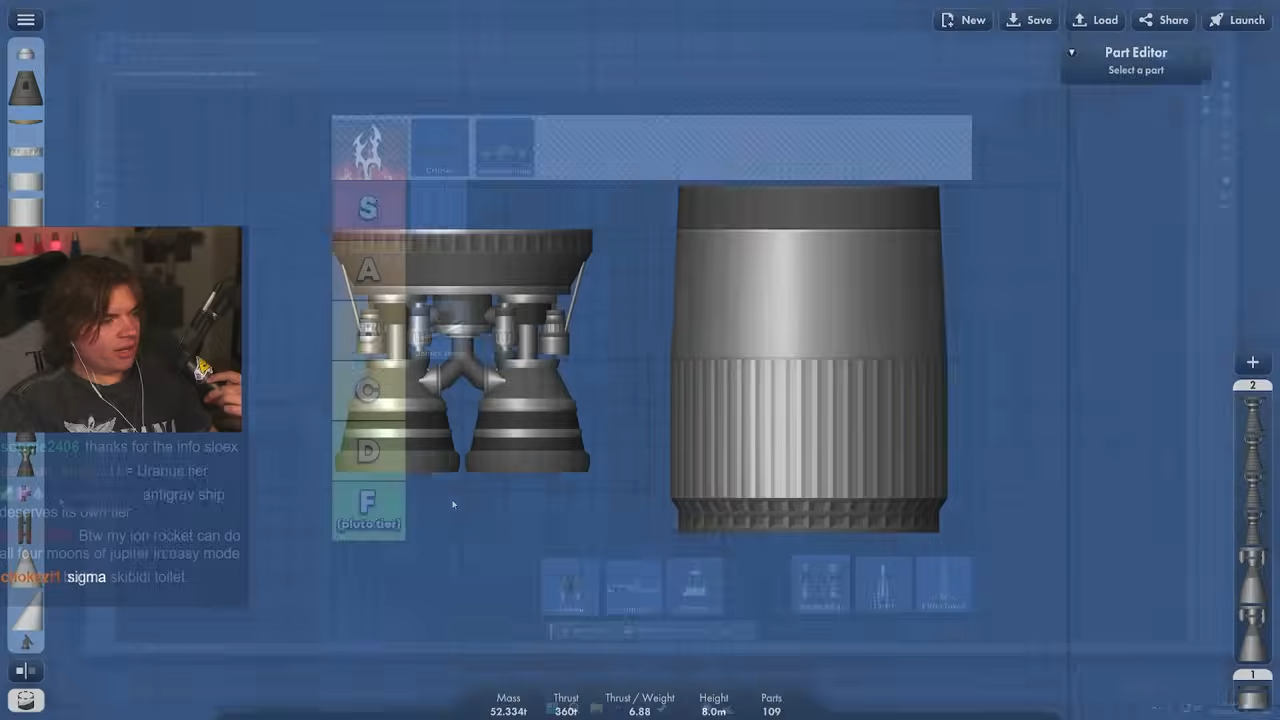 New
Save
Load
Share
Launch
Part Editor
Select a part
S
A
C
D
F
(pluto tier)
thanks for the info sloex
= Uranus tier
antigrav ship
deserves its own tier
Btw my ion rocket can do
all four moons of jupiter in easy mode
sigma skibidi toilet
2
1
Mass
52.334t
Thrust
360t
Thrust / Weight
6.88
Height
8.0m
Parts
109